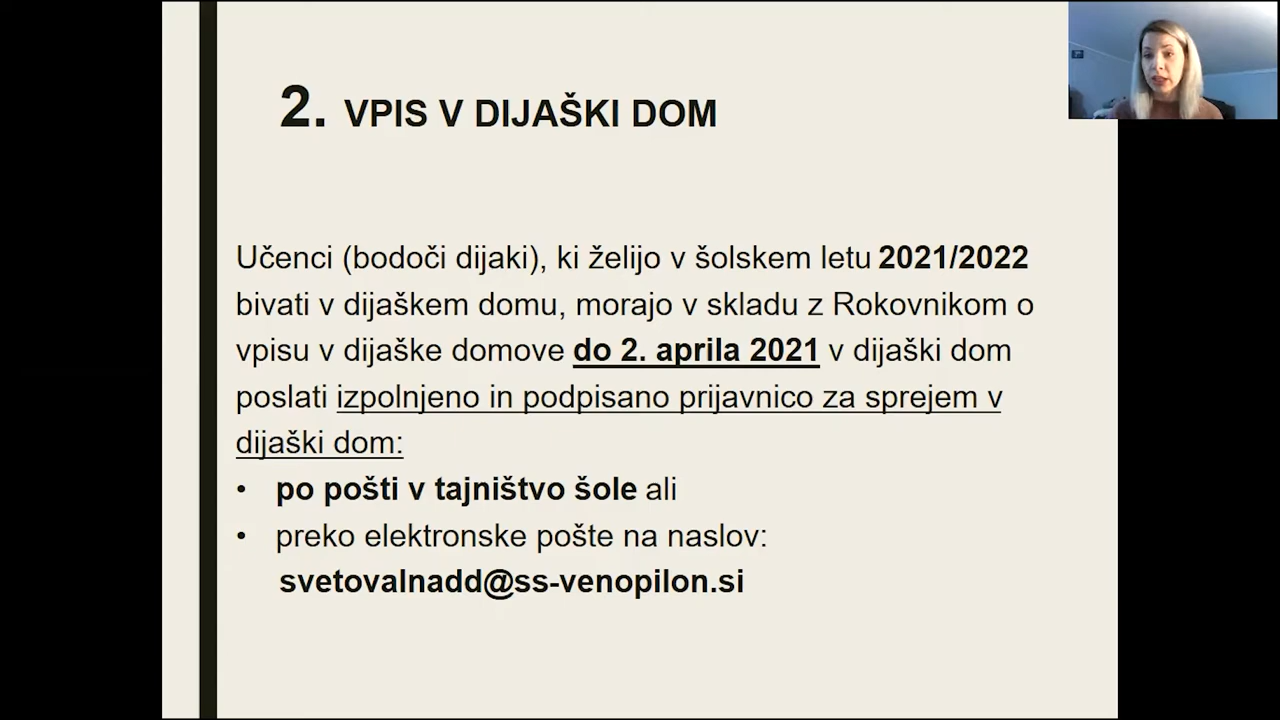 2. VPIS V DIJAŠKI DOM
Učenci (bodoči dijaki), ki želijo v šolskem letu 2021/2022
bivati v dijaškem domu, morajo v skladu z Rokovnikom o
vpisu v dijaške domove do 2. aprila 2021 v dijaški dom
poslati izpolnjeno in podpisano prijavnico za sprejem v
dijaški dom:
• po pošti v tajništvo šole ali
• preko elektronske pošte na naslov:
svetovalnadd@ss-venopilon.si